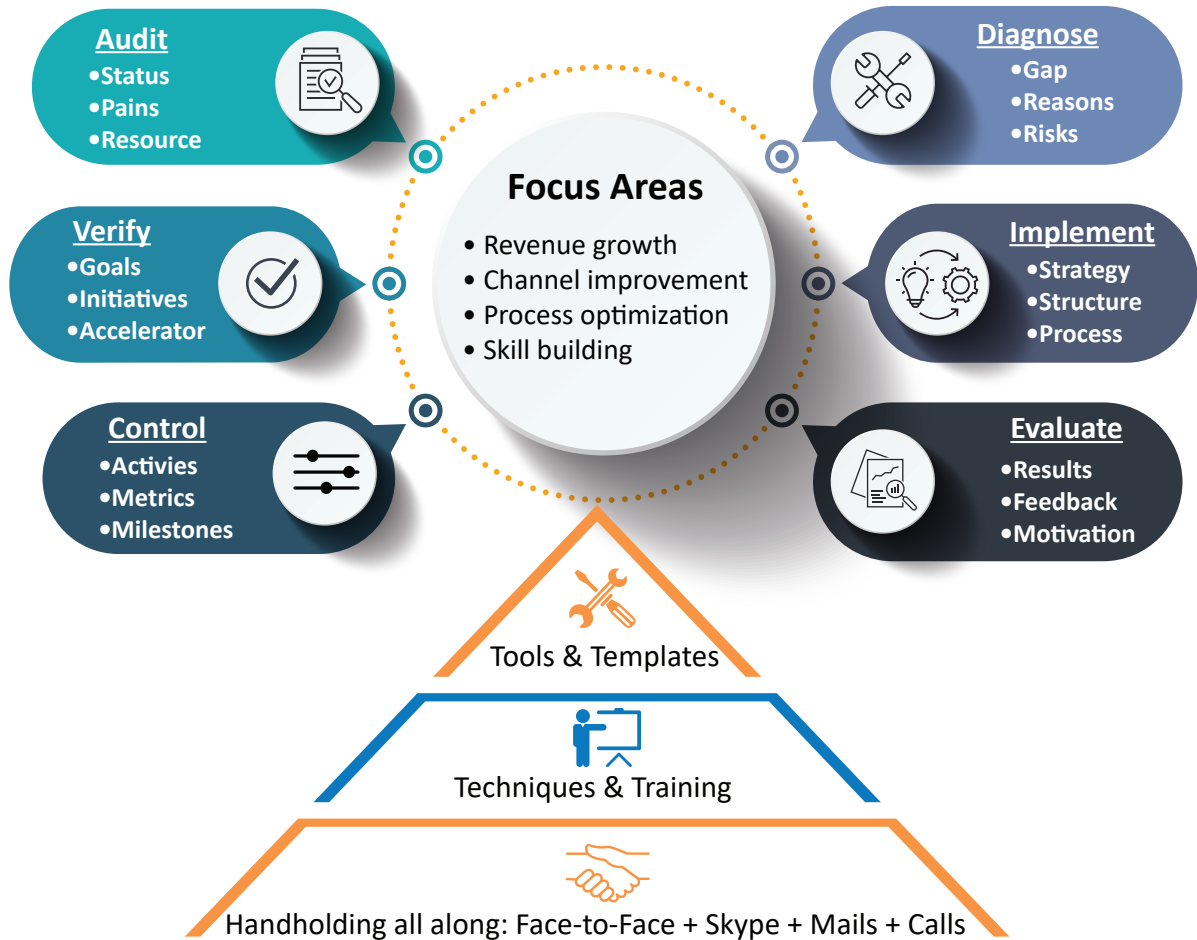 Audit
•Status
•Pains
•Resource
Diagnose
•Gap
•Reasons
•Risks
Focus Areas
• Revenue growth
• Channel improvement
• Process optimization
• Skill building
Verify
•Goals
•Initiatives
•Accelerator
Implement
•Strategy
•Structure
•Process
Control
•Activies
•Metrics
•Milestones
Evaluate
•Results
•Feedback
•Motivation
Tools & Templates
Techniques & Training
Handholding all along: Face-to-Face + Skype + Mails + Calls